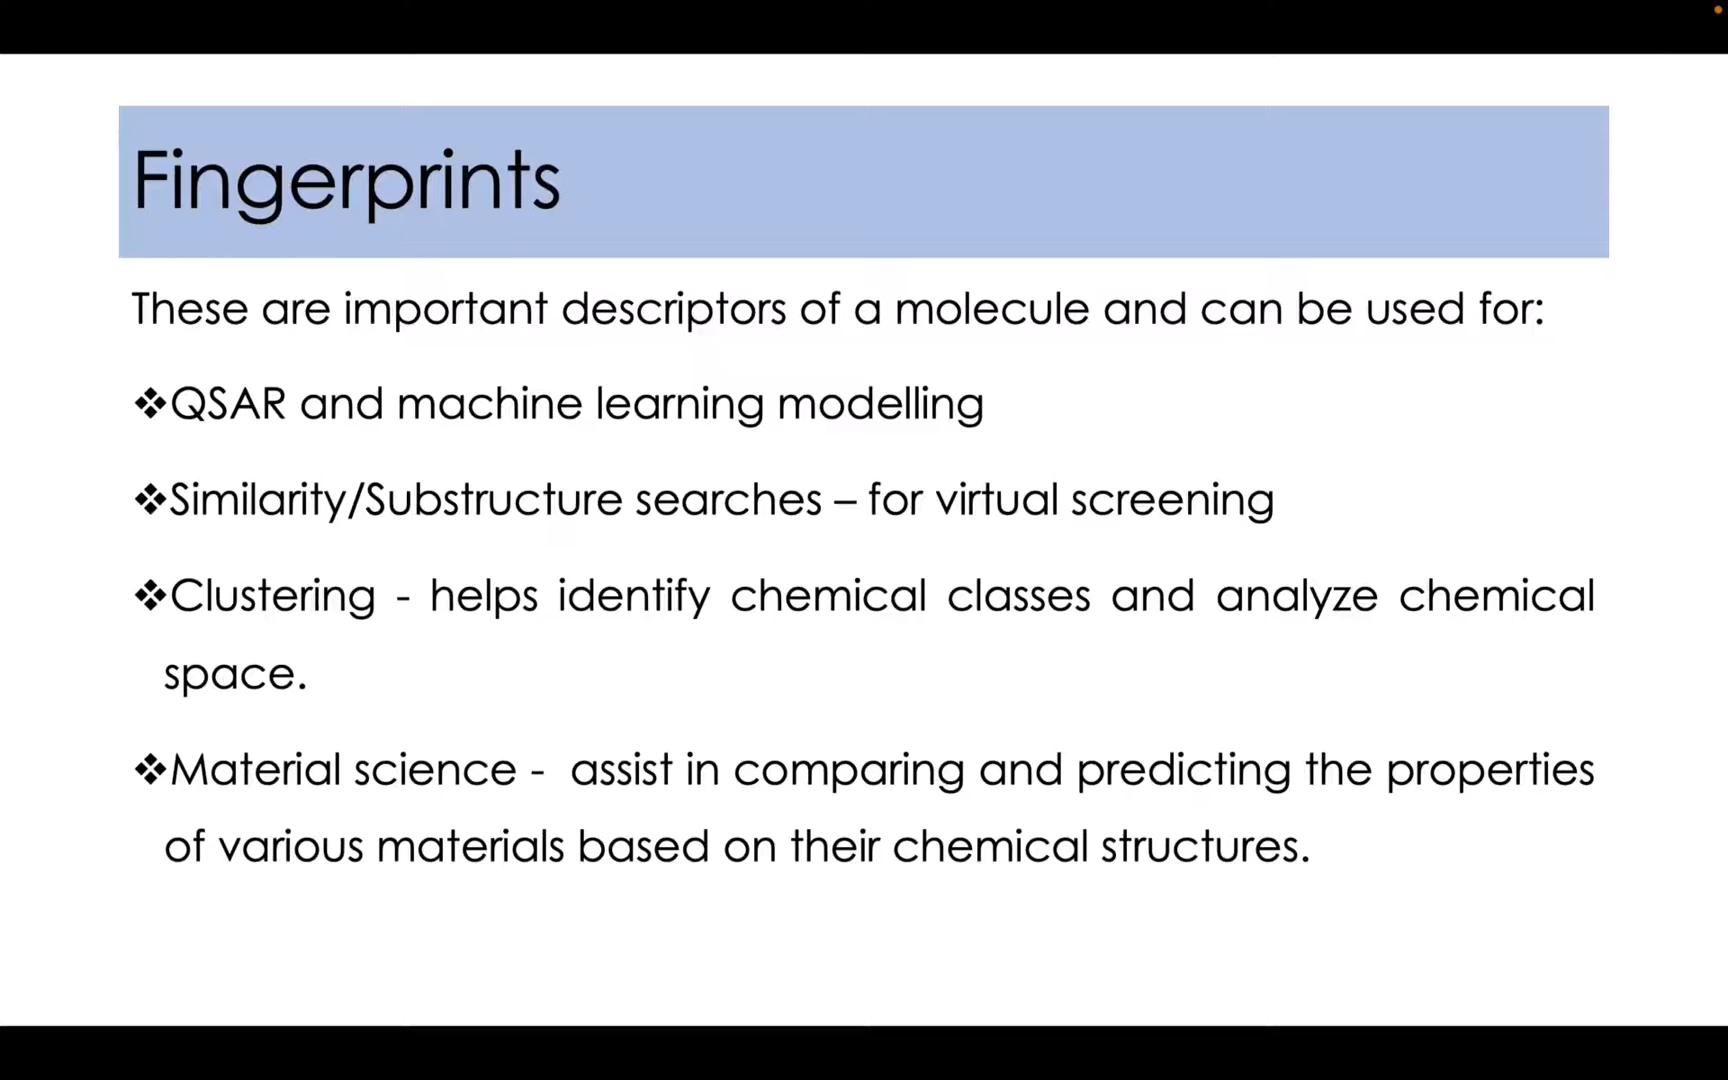 Fingerprints
These are important descriptors of a molecule and can be used for:
❖QSAR and machine learning modelling
❖Similarity/Substructure searches – for virtual screening
❖Clustering - helps identify chemical classes and analyze chemical
space.
❖Material science -  assist in comparing and predicting the properties
of various materials based on their chemical structures.